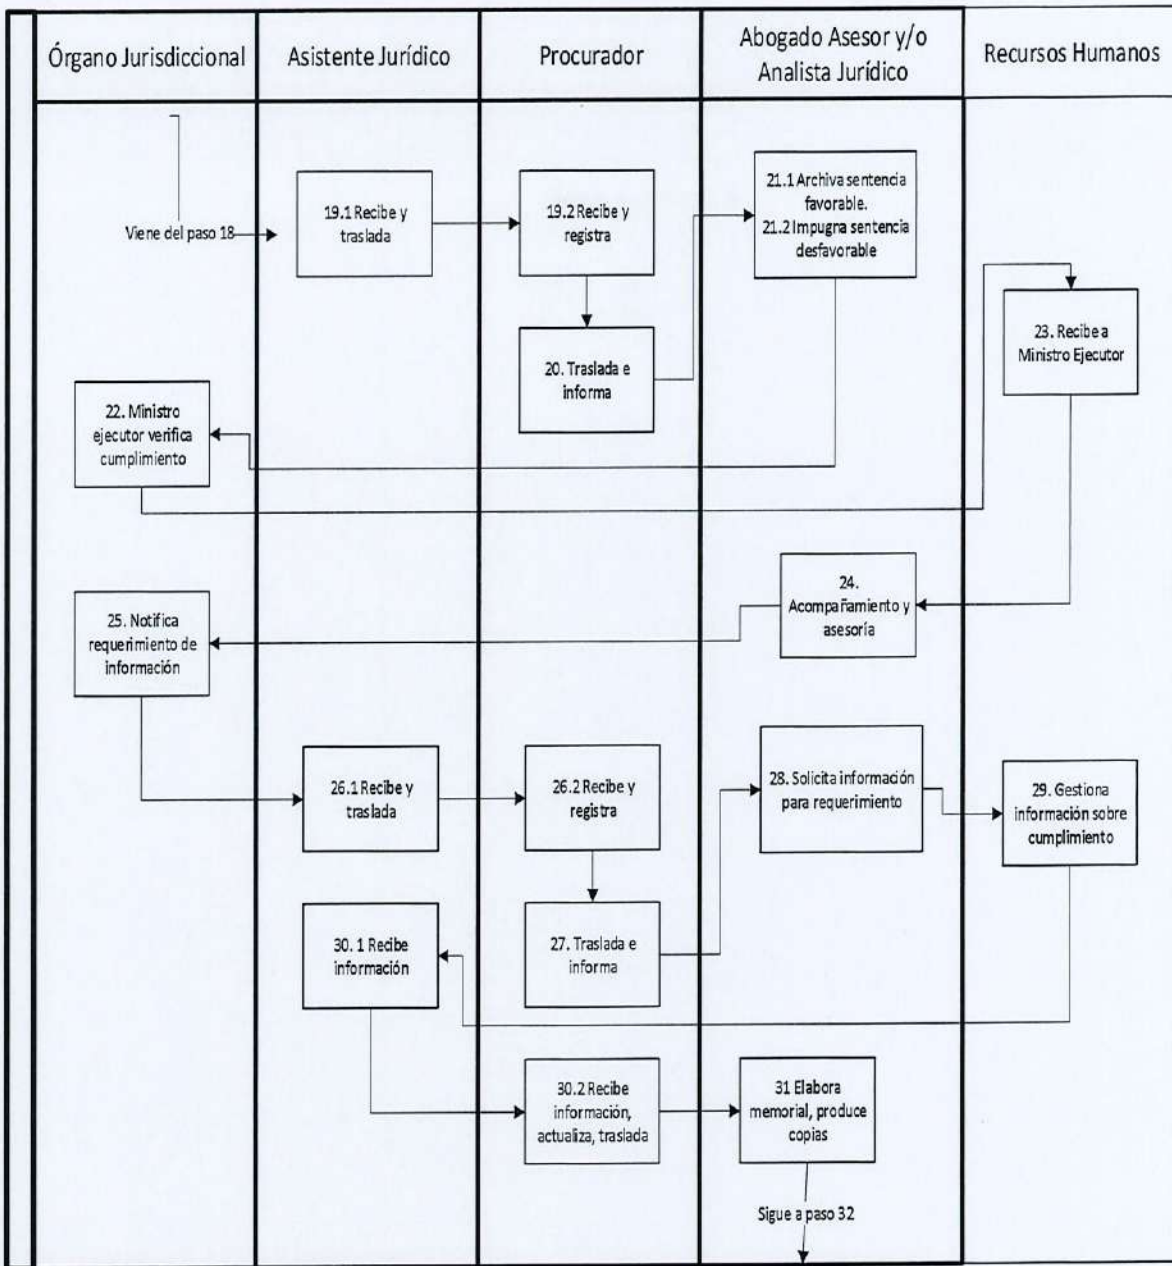 Órgano Jurisdiccional
Asistente Jurídico
Procurador
Abogado Asesor y/o
Analista Jurídico
Recursos Humanos
Viene del paso 18
19.1 Recibe y
traslada
19.2 Recibe y
registra
20. Traslada e
informa
21.1 Archiva sentencia
favorable.
21.2 Impugra sentencia
desfavorable
22. Ministro
ejecutor verifica
cumplimiento
23. Recibe a
Ministro Ejecutor
24.
Acompañamiento y
asesoría
25. Notifica
requerimiento de
información
26.1 Recibe y
traslada
26.2 Recibe y
registra
27. Traslada e
informa
28. Solicita información
para requerimiento
29. Gestiona
información sobre
cumplimiento
30. 1 Recibe
información
30.2 Recibe
información,
actualiza, traslada
31 Elabora
memorial, produce
copias
Sigue a paso 32